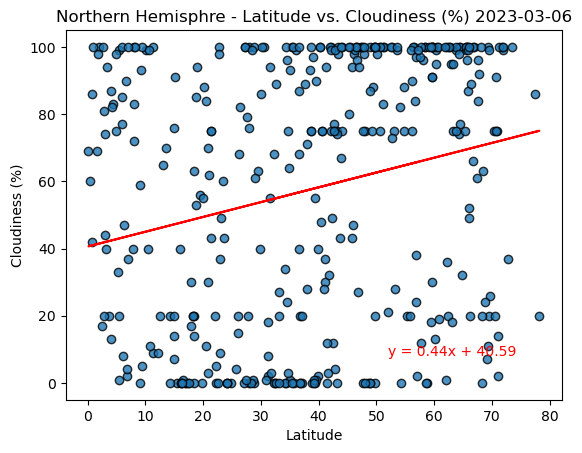 Northern Hemisphre - Latitude vs. Cloudiness (%) 2023-03-06
100
80
60
40
20
0
Cloudiness (%)
y = 0.44x + 40.59
0 10 20 30 40 50 60 70 80
Latitude